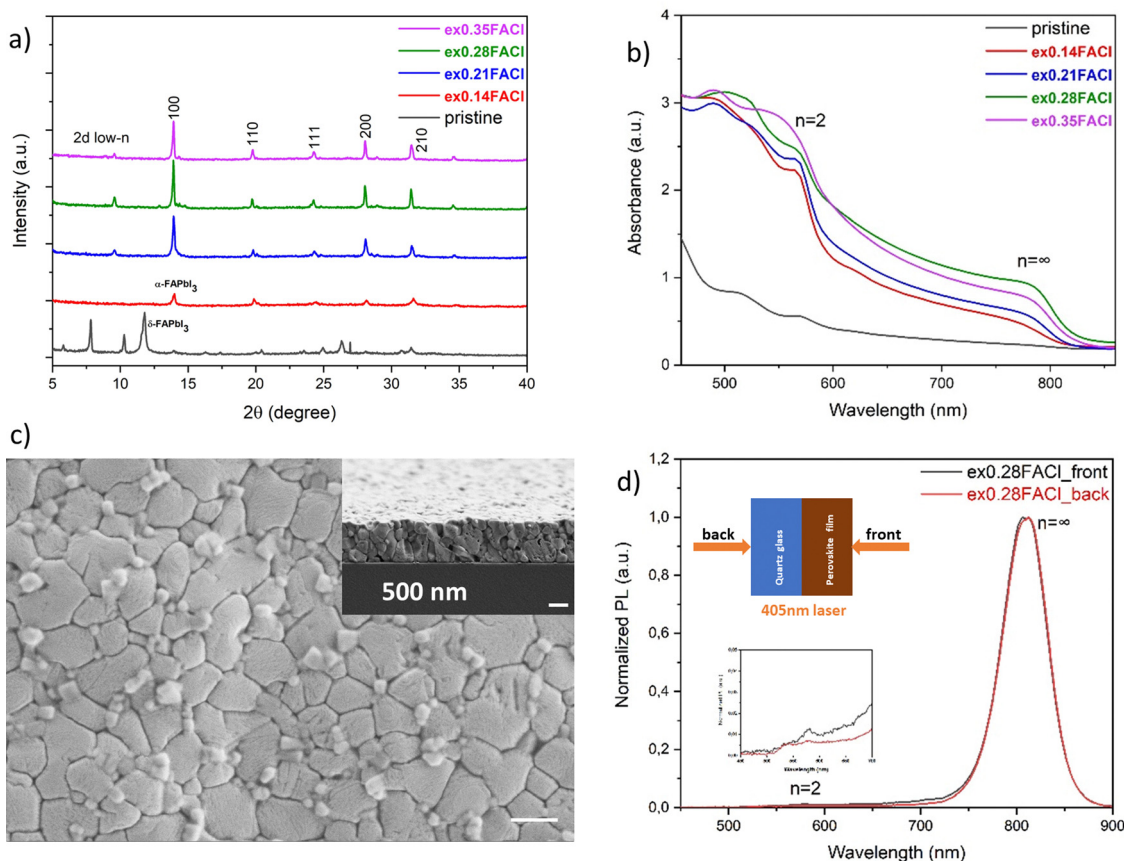 a)
ex0.35FACl
ex0.28FACl
ex0.21FACl
ex0.14FACl
pristine
2d low-n
100
110
111
200
210
α-FAPbI3
δ-FAPbI3
Intensity (a.u.)
5 10 15 20 25 30 35 40
2θ (degree)
b)
pristine
ex0.14FACl
ex0.21FACl
ex0.28FACl
ex0.35FACl
n=2
n=∞
Absorbance (a.u.)
4
3
2
1
0
500 600 700 800
Wavelength (nm)
c)
500 nm
d)
ex0.28FACl_front
ex0.28FACl_back
n=∞
back
front
Quartz glass
Perovskite film
405nm laser
Normalized PL (a.u.)
1,2
1,0
0,8
0,6
0,4
0,2
0,0
Wavelength (nm)
n=2
450 500 600 700 800 900
Wavelength (nm)